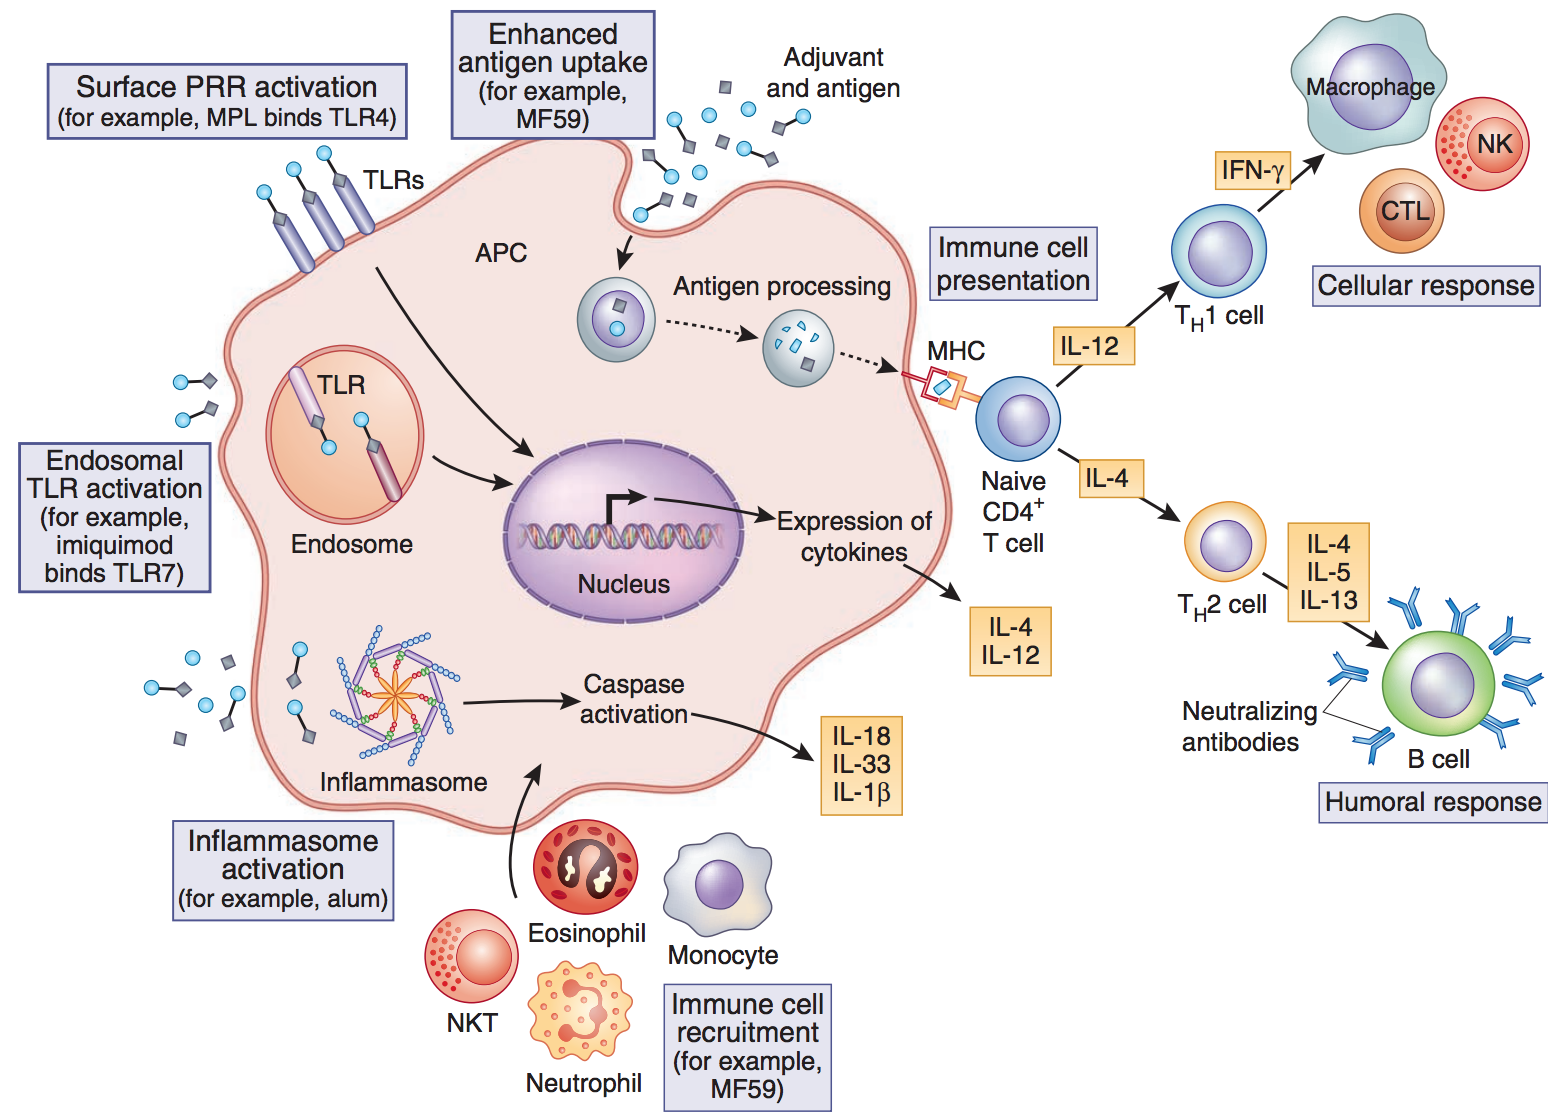 Surface PRR activation
(for example, MPL binds TLR4)
Enhanced
antigen uptake
(for example,
MF59)
Adjuvant
and antigen
TLRs
APC
Antigen processing
Immune cell
presentation
MHC
Naive
CD4+
T cell
IL-12
TH1 cell
IFN-γ
Macrophage
NK
CTL
Cellular response
IL-4
TH2 cell
IL-4
IL-5
IL-13
Neutralizing
antibodies
B cell
Humoral response
TLR
Endosome
Endosomal
TLR activation
(for example,
imiquimod
binds TLR7)
Nucleus
Expression of
cytokines
IL-4
IL-12
Inflammasome
Caspase
activation
IL-18
IL-33
IL-1β
Inflammasome
activation
(for example, alum)
Eosinophil
Monocyte
NKT
Neutrophil
Immune cell
recruitment
(for example,
MF59)